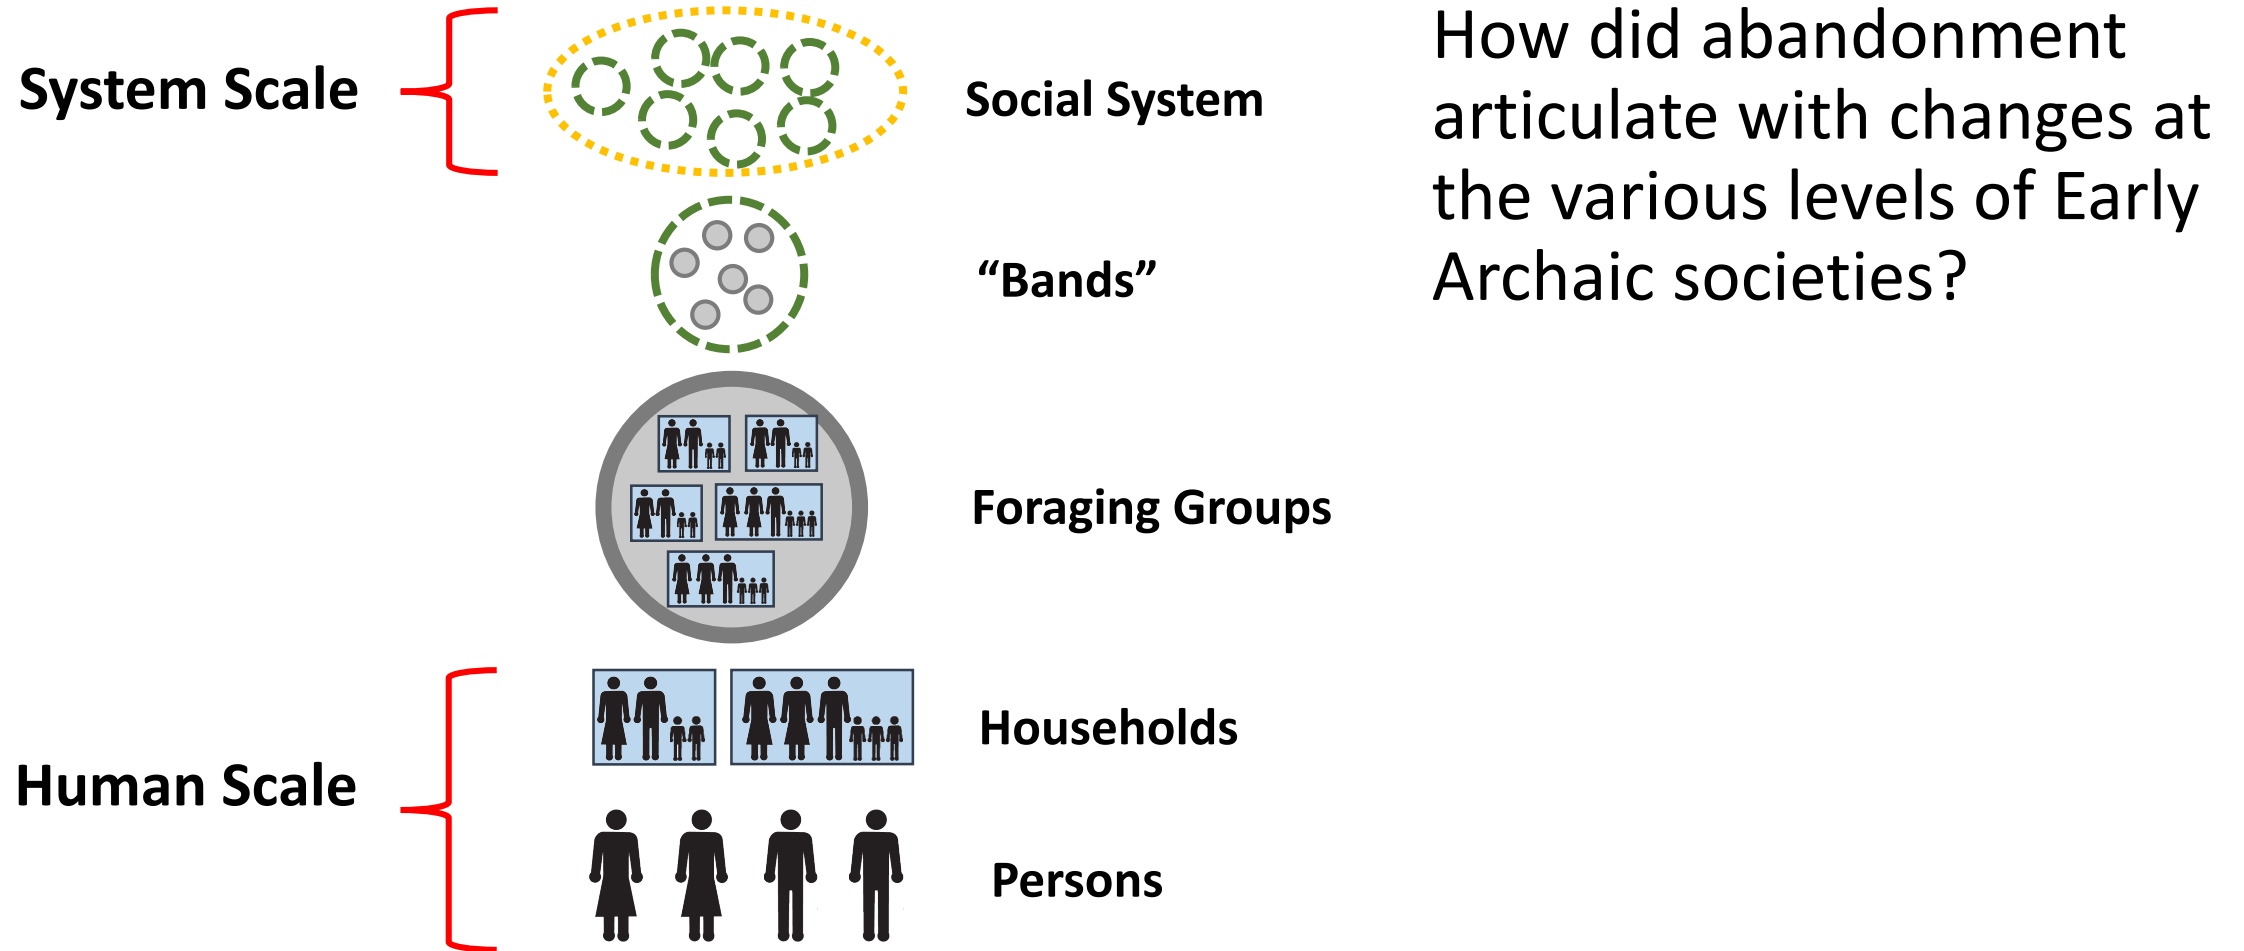 System Scale
Social System
“Bands”
Foraging Groups
Households
Human Scale
Persons
How did abandonment
articulate with changes at
the various levels of Early
Archaic societies?